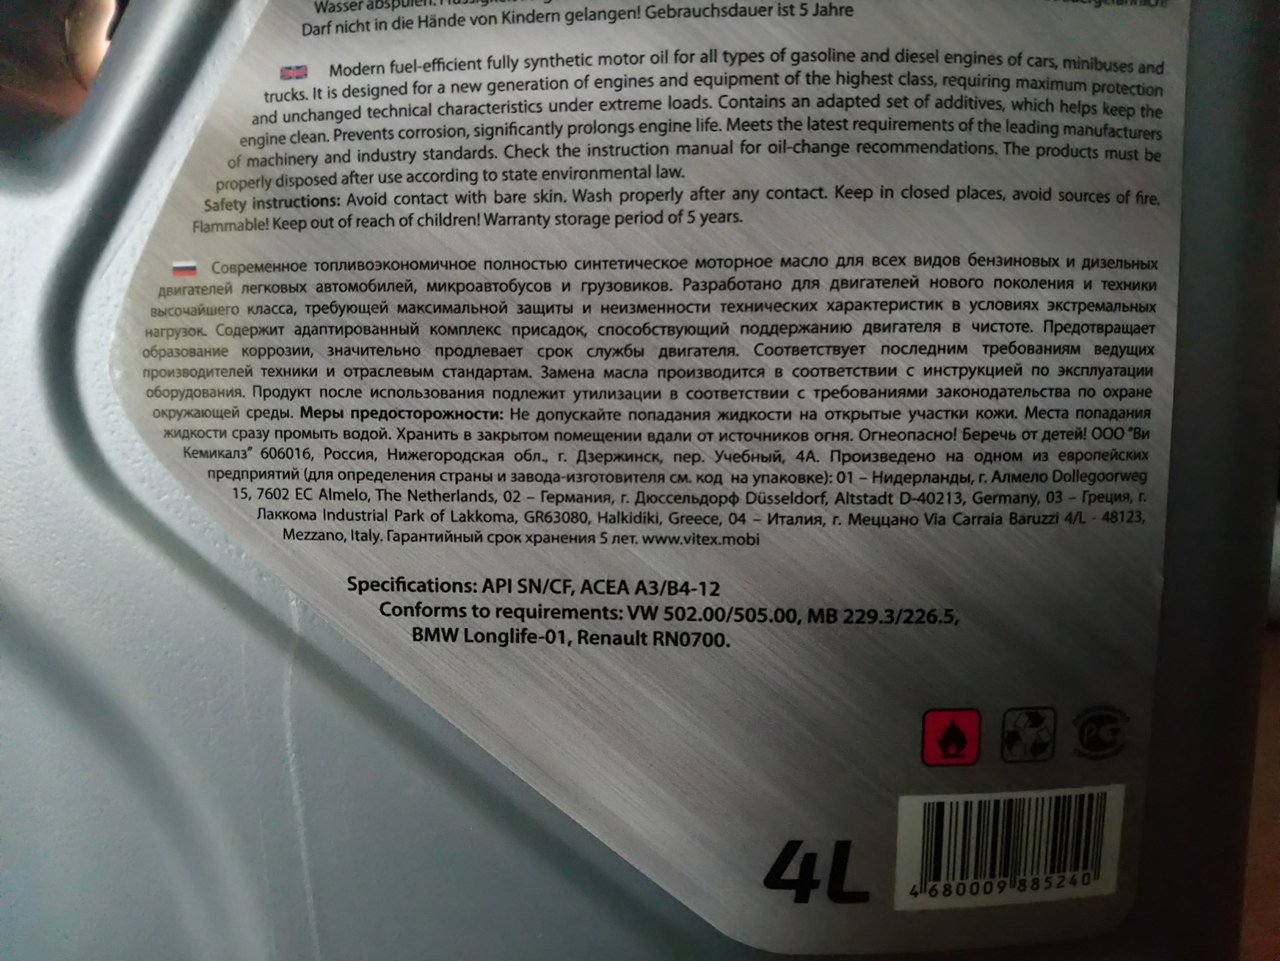 Wasser abspülen.
Darf nicht in die Hände von Kindern gelangen! Gebrauchsdauer ist 5 Jahre
Modern fuel-efficient fully synthetic motor oil for all types of gasoline and diesel engines of cars, minibuses and
trucks. It is designed for a new generation of engines and equipment of the highest class, requiring maximum protection
and unchanged technical characteristics under extreme loads. Contains an adapted set of additives, which helps keep the
engine clean. Prevents corrosion, significantly prolongs engine life. Meets the latest requirements of the leading manufacturers
of machinery and industry standards. Check the instruction manual for oil-change recommendations. The products must be
properly disposed after use according to state environmental law.
Safety instructions: Avoid contact with bare skin. Wash properly after any contact. Keep in closed places, avoid sources of fire.
Flammable! Keep out of reach of children! Warranty storage period of 5 years.
Современное топливоэкономичное полностью синтетическое моторное масло для всех видов бензиновых и дизельных
двигателей легковых автомобилей, микроавтобусов и грузовиков. Разработано для двигателей нового поколения и техники
высочайшего класса, требующей максимальной защиты и неизменности технических характеристик в условиях экстремальных
нагрузок. Содержит адаптированный комплекс присадок, способствующий поддержанию двигателя в чистоте. Предотвращает
образование коррозии, значительно продлевает срок службы двигателя. Соответствует последним требованиям ведущих
производителей техники и отраслевым стандартам. Замена масла производится в соответствии с инструкцией по эксплуатации
оборудования. Продукт после использования подлежит утилизации в соответствии с требованиями законодательства по охране
окружающей среды. Меры предосторожности: Не допускайте попадания жидкости на открытые участки кожи. Места попадания
жидкости сразу промыть водой. Хранить в закрытом помещении вдали от источников огня. Огнеопасно! Беречь от детей! ООО "Ви
Кемикалз" 606016, Россия, Нижегородская обл., г. Дзержинск, пер. Учебный, 4А. Произведено на одном из европейских
предприятий (для определения страны и завода-изготовителя см. код на упаковке): 01 – Нидерланды, г. Алмело Dollegoorweg
15, 7602 EC Almelo, The Netherlands, 02 – Германия, г. Дюссельдорф Düsseldorf, Altstadt D-40213, Germany, 03 – Греция, г.
Лаккома Industrial Park of Lakkoma, GR63080, Halkidiki, Greece, 04 – Италия, г. Меццано Via Carraia Baruzzi 4/L - 48123,
Mezzano, Italy. Гарантийный срок хранения 5 лет. www.vitex.mobi
Specifications: API SN/CF, ACEA A3/B4-12
Conforms to requirements: VW 502.00/505.00, MB 229.3/226.5,
BMW Longlife-01, Renault RN0700.
4L
4 680009 885240